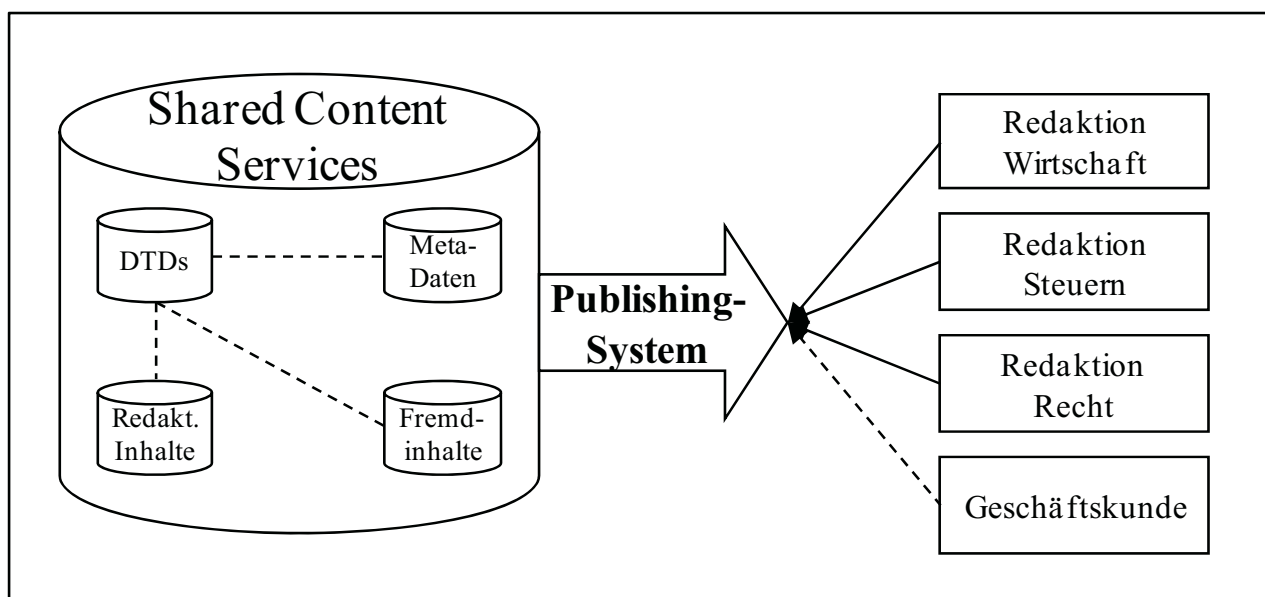 Shared Content
Services
DTDs
Meta-
Daten
Redakt.
Inhalte
Fremd-
inhalte
Publishing-
System
Redaktion
Wirtschaft
Redaktion
Steuern
Redaktion
Recht
Geschäftskunde